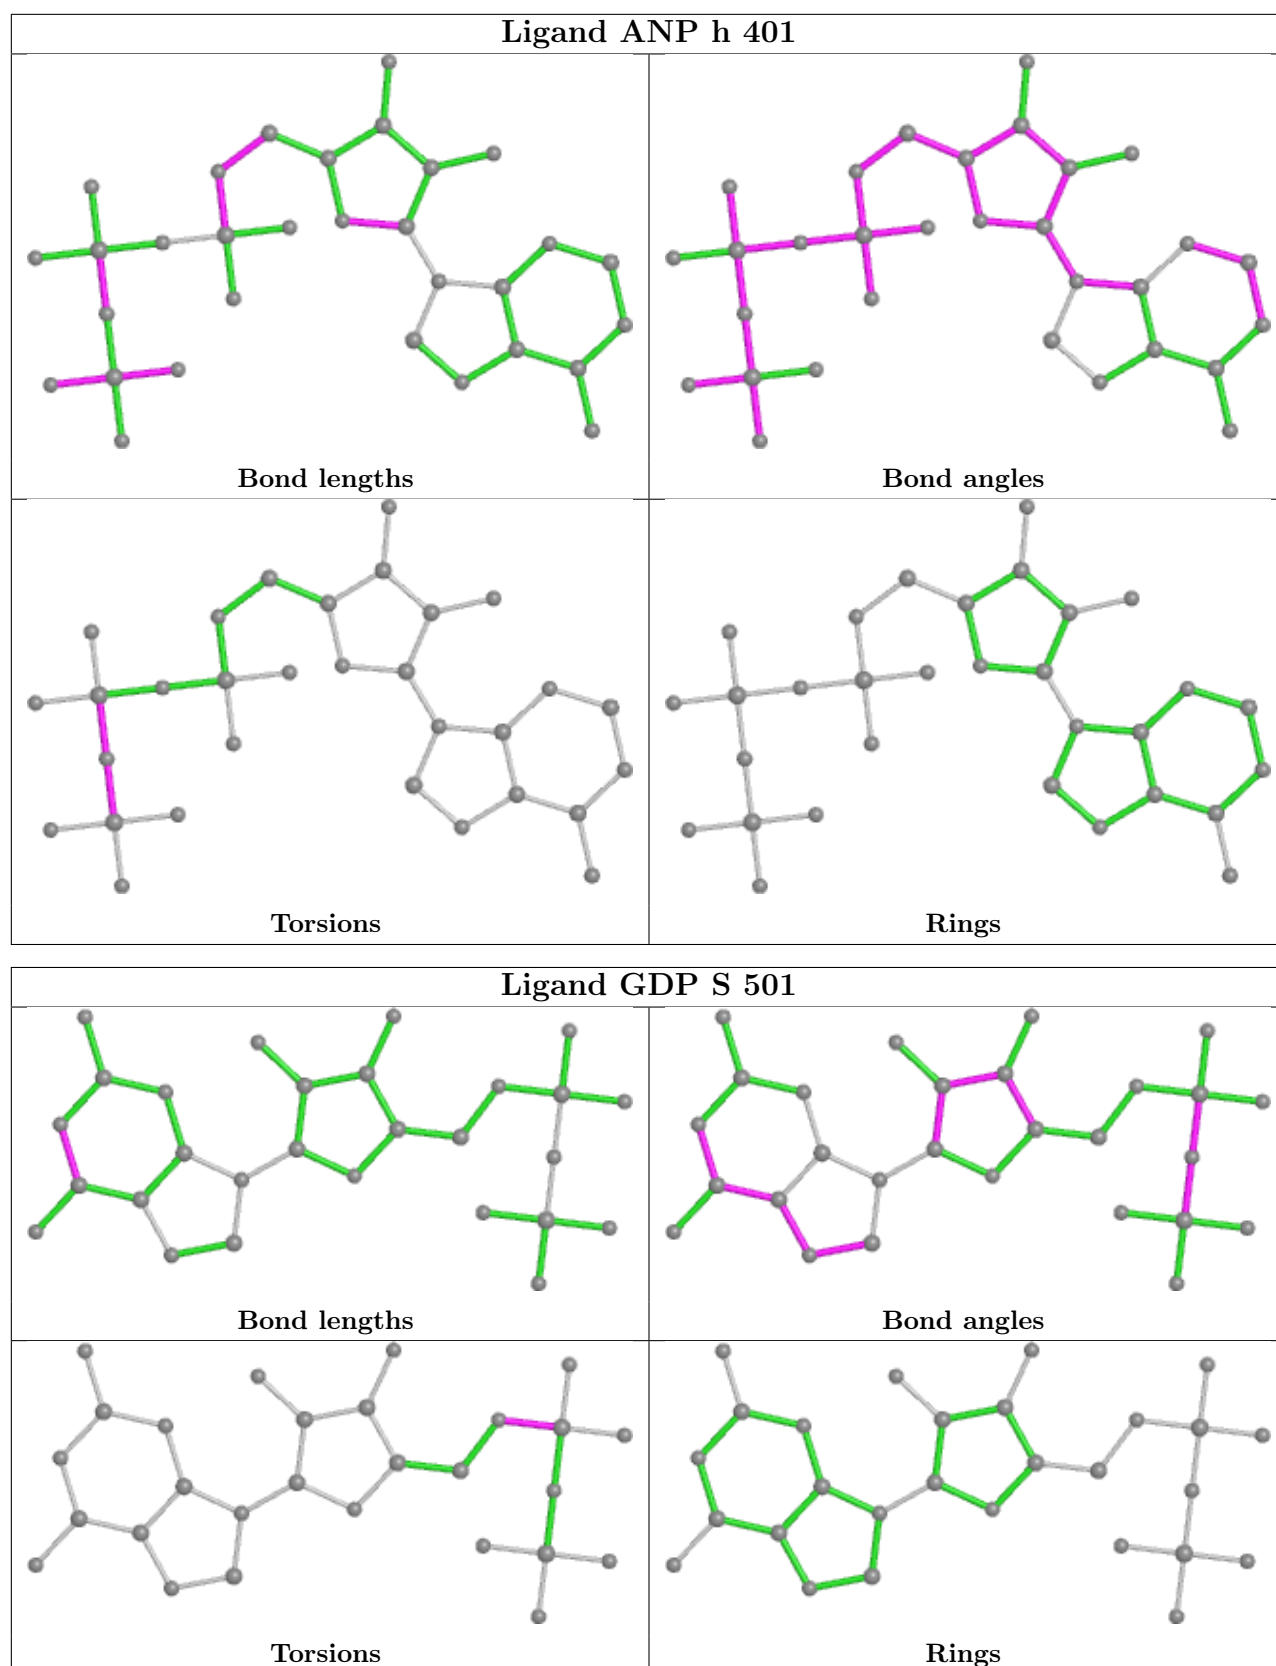 Ligand ANP h 401
Bond lengths
Bond angles
Torsions
Rings
Ligand GDP S 501
Bond lengths
Bond angles
Torsions
Rings